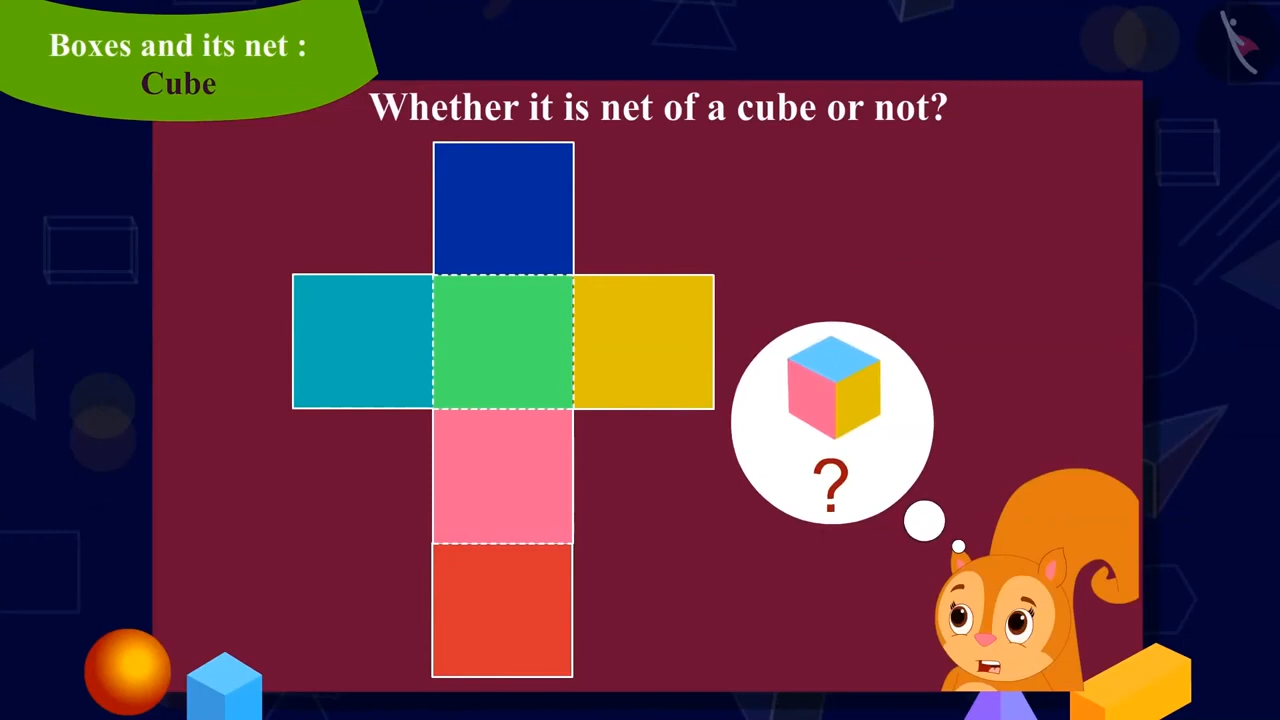 Boxes and its net :
Cube
Whether it is net of a cube or not?
?